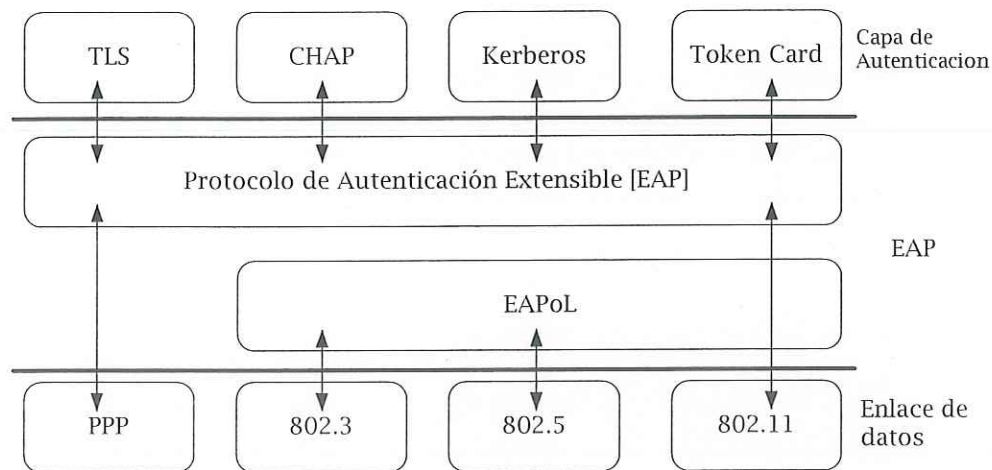 TLS
CHAP
Kerberos
Token Card
Capa de
Autenticacion
Protocolo de Autenticación Extensible [EAP]
EAP
EAPoL
PPP
802.3
802.5
802.11
Enlace de
datos